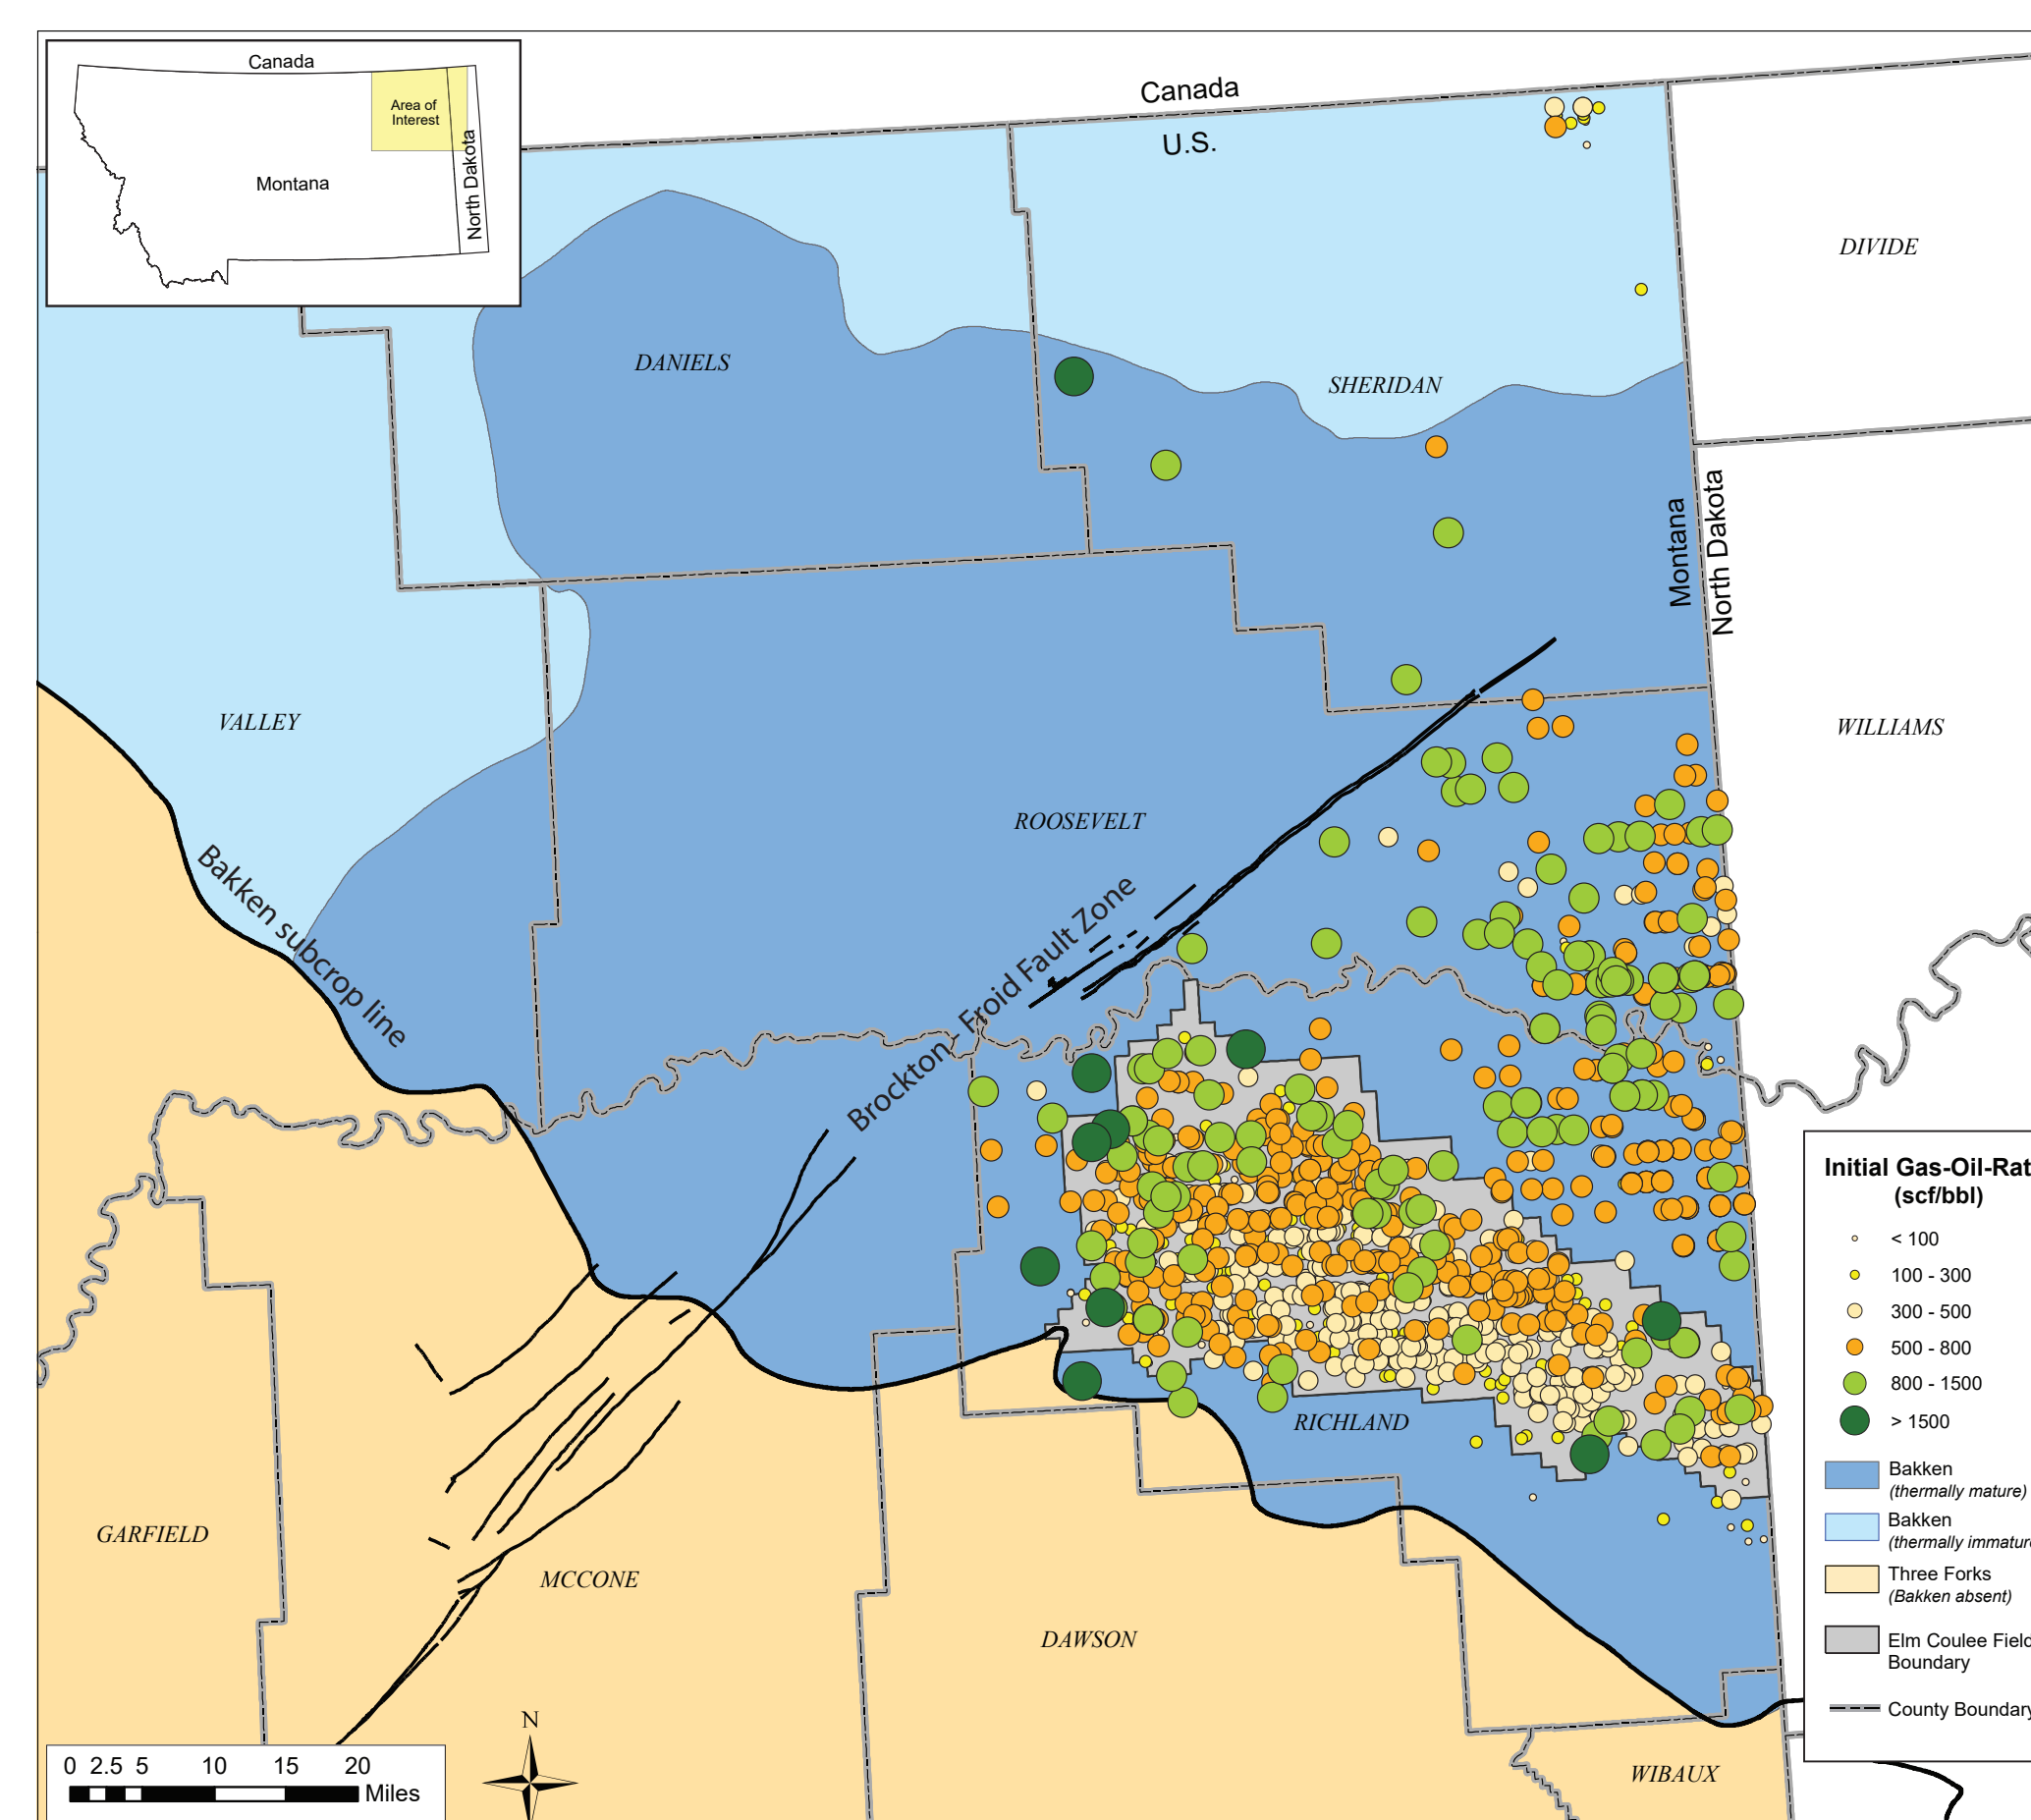 Canada
Area of
Interest
Montana
North Dakota
Canada
U.S.
DIVIDE
DANIELS
SHERIDAN
Montana
North Dakota
VALLEY
WILLIAMS
ROOSEVELT
Bakken subcrop line
Brockton - Froid Fault Zone
RICHLAND
GARFIELD
MCCONE
DAWSON
WIBAUX
Initial Gas-Oil-Rat
(scf/bbl)
< 100
100 - 300
300 - 500
500 - 800
800 - 1500
> 1500
Bakken
(thermally mature)
Bakken
(thermally immature
Three Forks
(Bakken absent)
Elm Coulee Field
Boundary
County Boundary
N
0 2.5 5 10 15 20
Miles